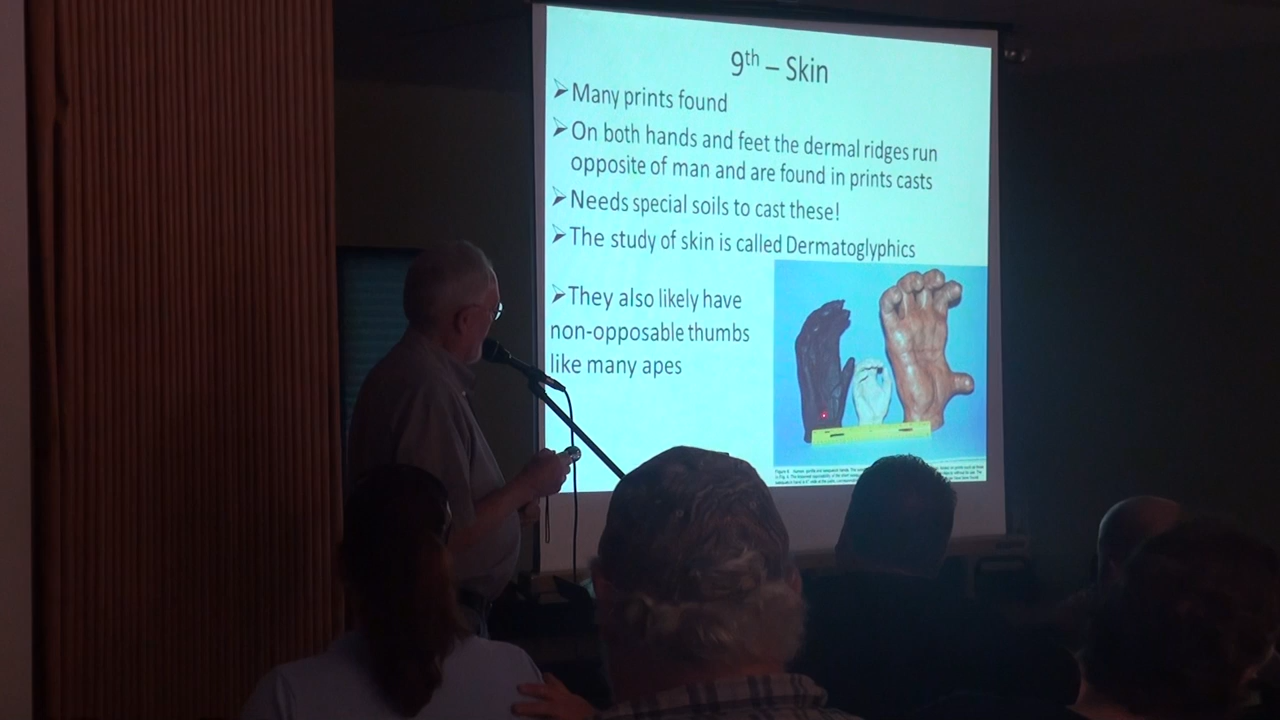 9th – Skin
➢Many prints found
➢On both hands and feet the dermal ridges run
opposite of man and are found in prints casts
➢Needs special soils to cast these!
➢The study of skin is called Dermatoglyphics
➢They also likely have
non-opposable thumbs
like many apes